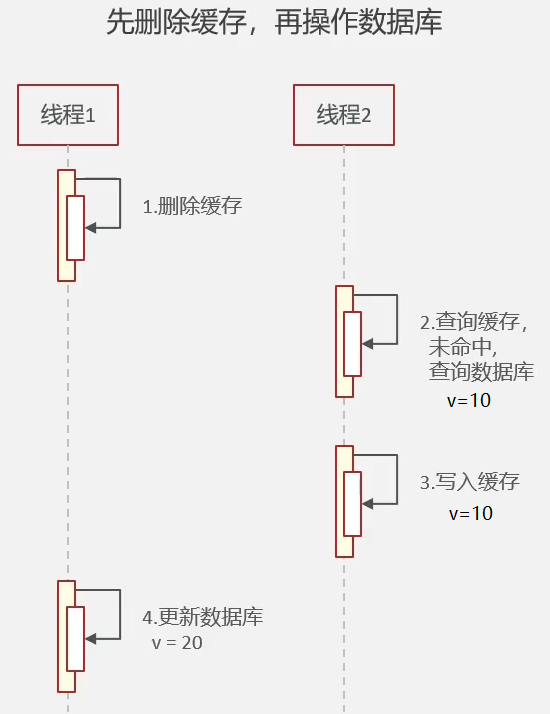 先删除缓存，再操作数据库
线程1
线程2
1.删除缓存
2.查询缓存，
未命中,
查询数据库
v=10
3.写入缓存
v=10
4.更新数据库
v = 20